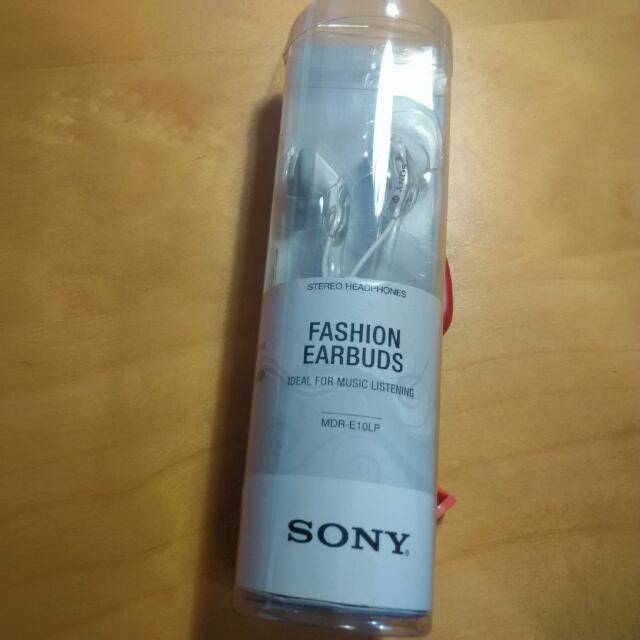 STEREO HEADPHONES
FASHION
EARBUDS
IDEAL FOR MUSIC LISTENING
MDR-E10LP
SONY